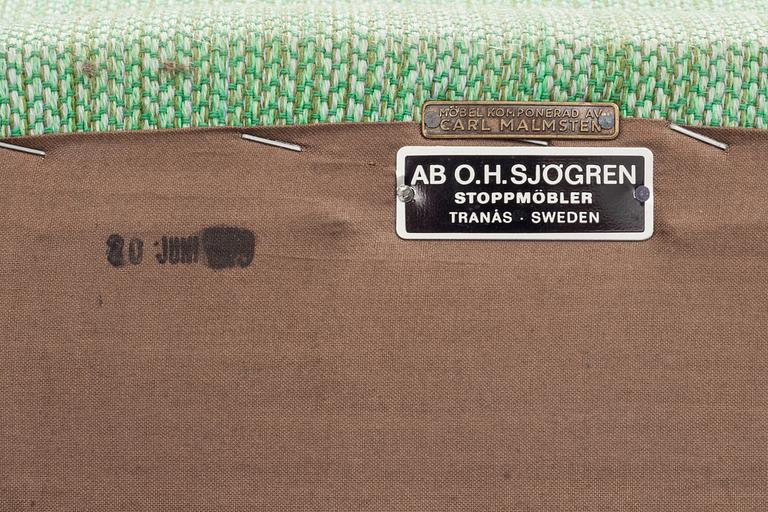 MÖBEL KOMPONERAD AV
CARL MALMSTEN
AB O.H. SJÖGREN
STOPPMÖBLER
TRANÅS · SWEDEN
20 JUNI